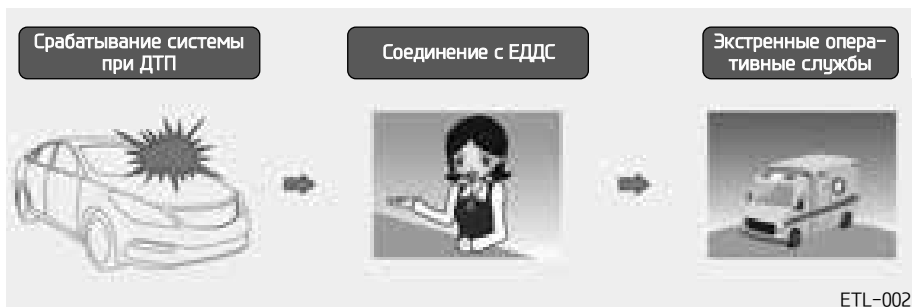 Срабатывание системы
при ДТП
Соединение с ЕДДС
Экстренные опера-
тивные службы
ETL-002